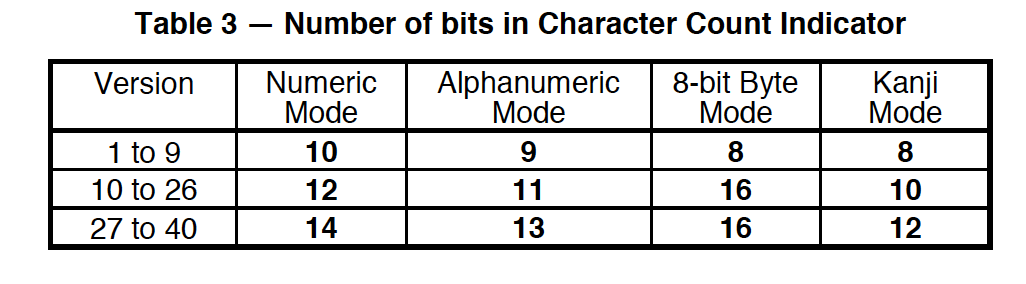 Table 3 — Number of bits in Character Count Indicator
Version Numeric Mode Alphanumeric Mode 8-bit Byte Mode Kanji Mode
1 to 9 10 9 8 8
10 to 26 12 11 16 10
27 to 40 14 13 16 12